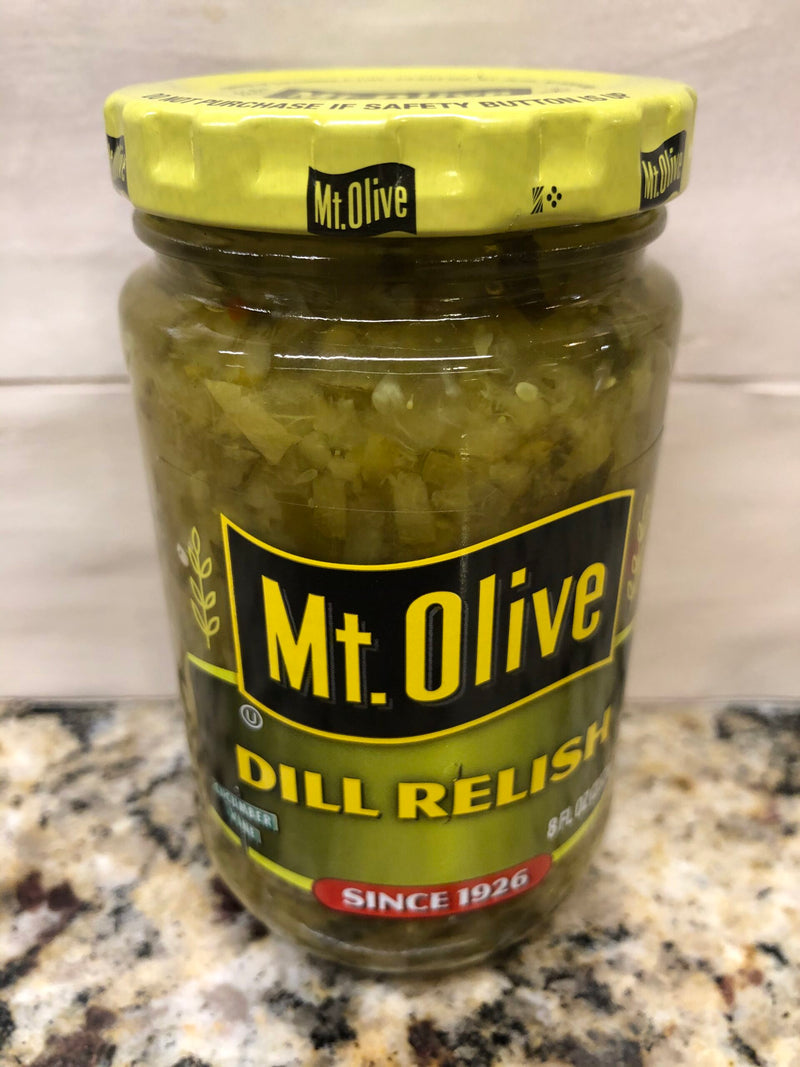 DO NOT PURCHASE IF SAFETY BUTTON IS UP
Mt. Olive
Mt. Olive
Mt. Olive
U
DILL RELISH
CUCUMBER
8 FL OZ
SINCE 1926